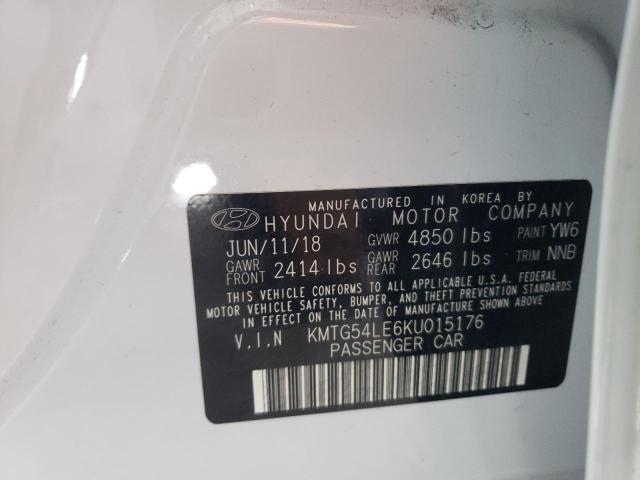 MANUFACTURED IN KOREA BY
HYUNDAI MOTOR COMPANY
JUN/11/18 GVWR 4850 lbs PAINT YW6
GAWR FRONT 2414 lbs GAWR REAR 2646 lbs TRIM NNB
THIS VEHICLE CONFORMS TO ALL APPLICABLE U.S.A. FEDERAL
MOTOR VEHICLE SAFETY, BUMPER, AND THEFT PREVENTION
STANDARDS IN EFFECT ON THE DATE OF MANUFACTURE SHOWN ABOVE.
V.I.N KMTG54LE6KU015176
PASSENGER CAR